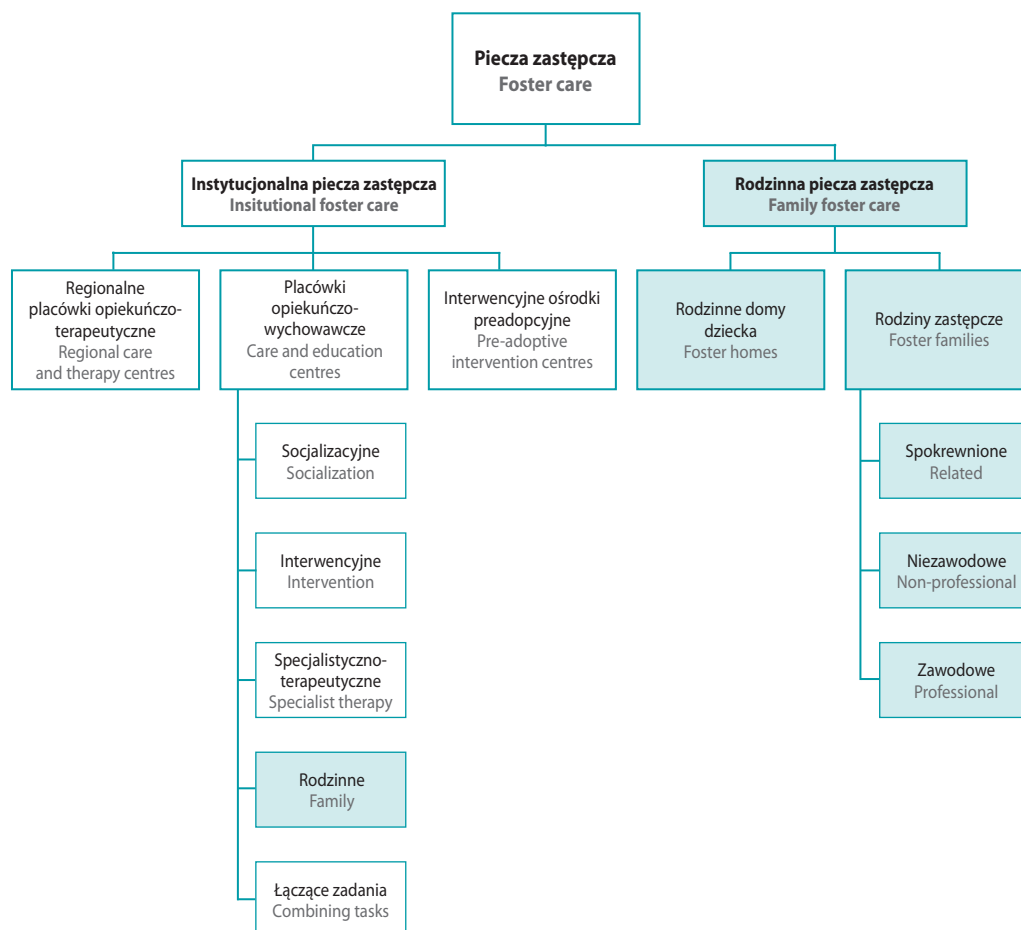 Piecza zastępcza
Foster care
Instytucjonalna piecza zastępcza
Insitutional foster care
Rodzinna piecza zastępcza
Family foster care
Regionalne
placówki opiekuńczo-
terapeutyczne
Regional care
and therapy centres
Placówki
opiekuńczo-
wychowawcze
Care and education
centres
Interwencyjne ośrodki
preadopcyjne
Pre-adoptive
intervention centres
Rodzinne domy
dziecka
Foster homes
Rodziny zastępcze
Foster families
Socjalizacyjne
Socialization
Interwencyjne
Intervention
Specjalistyczno-
terapeutyczne
Specialist therapy
Rodzinne
Family
Łączące zadania
Combining tasks
Spokrewnione
Related
Niezawodowe
Non-professional
Zawodowe
Professional